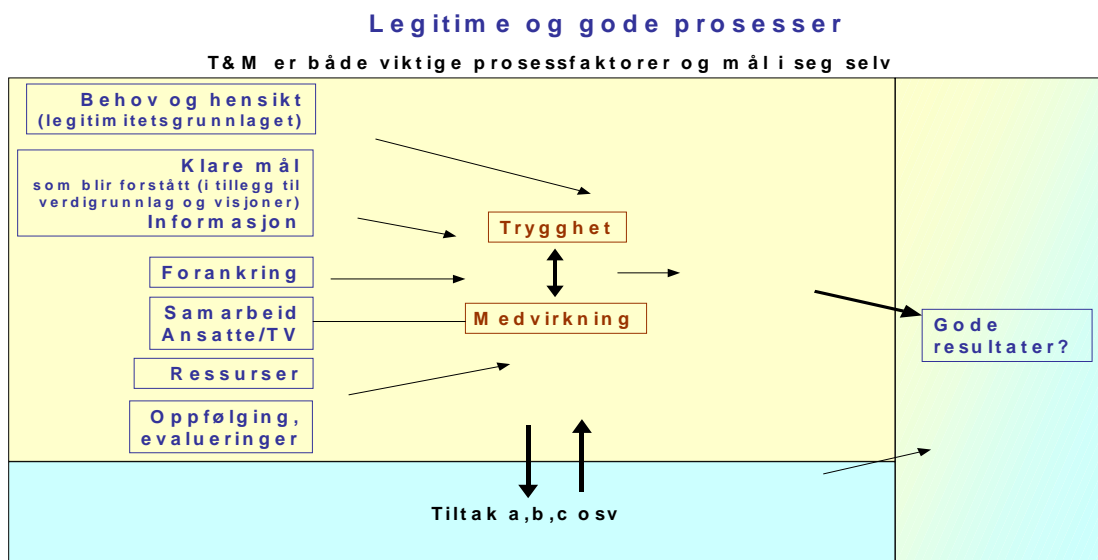 Legitime og gode prosesser
T&M er både viktige prosessfaktorer og mål i seg selv
Behov og hensikt
(legitimitetsgrunnlaget)
Klare mål
som blir forstått (i tillegg til
verdigrunnlag og visjoner)
Informasjon
Trygghet
Forankring
Samarbeid
Ansatte/TV
Medvirkning
Gode
resultater?
Ressurser
Oppfølging,
evalueringer
Tiltak a,b,c osv